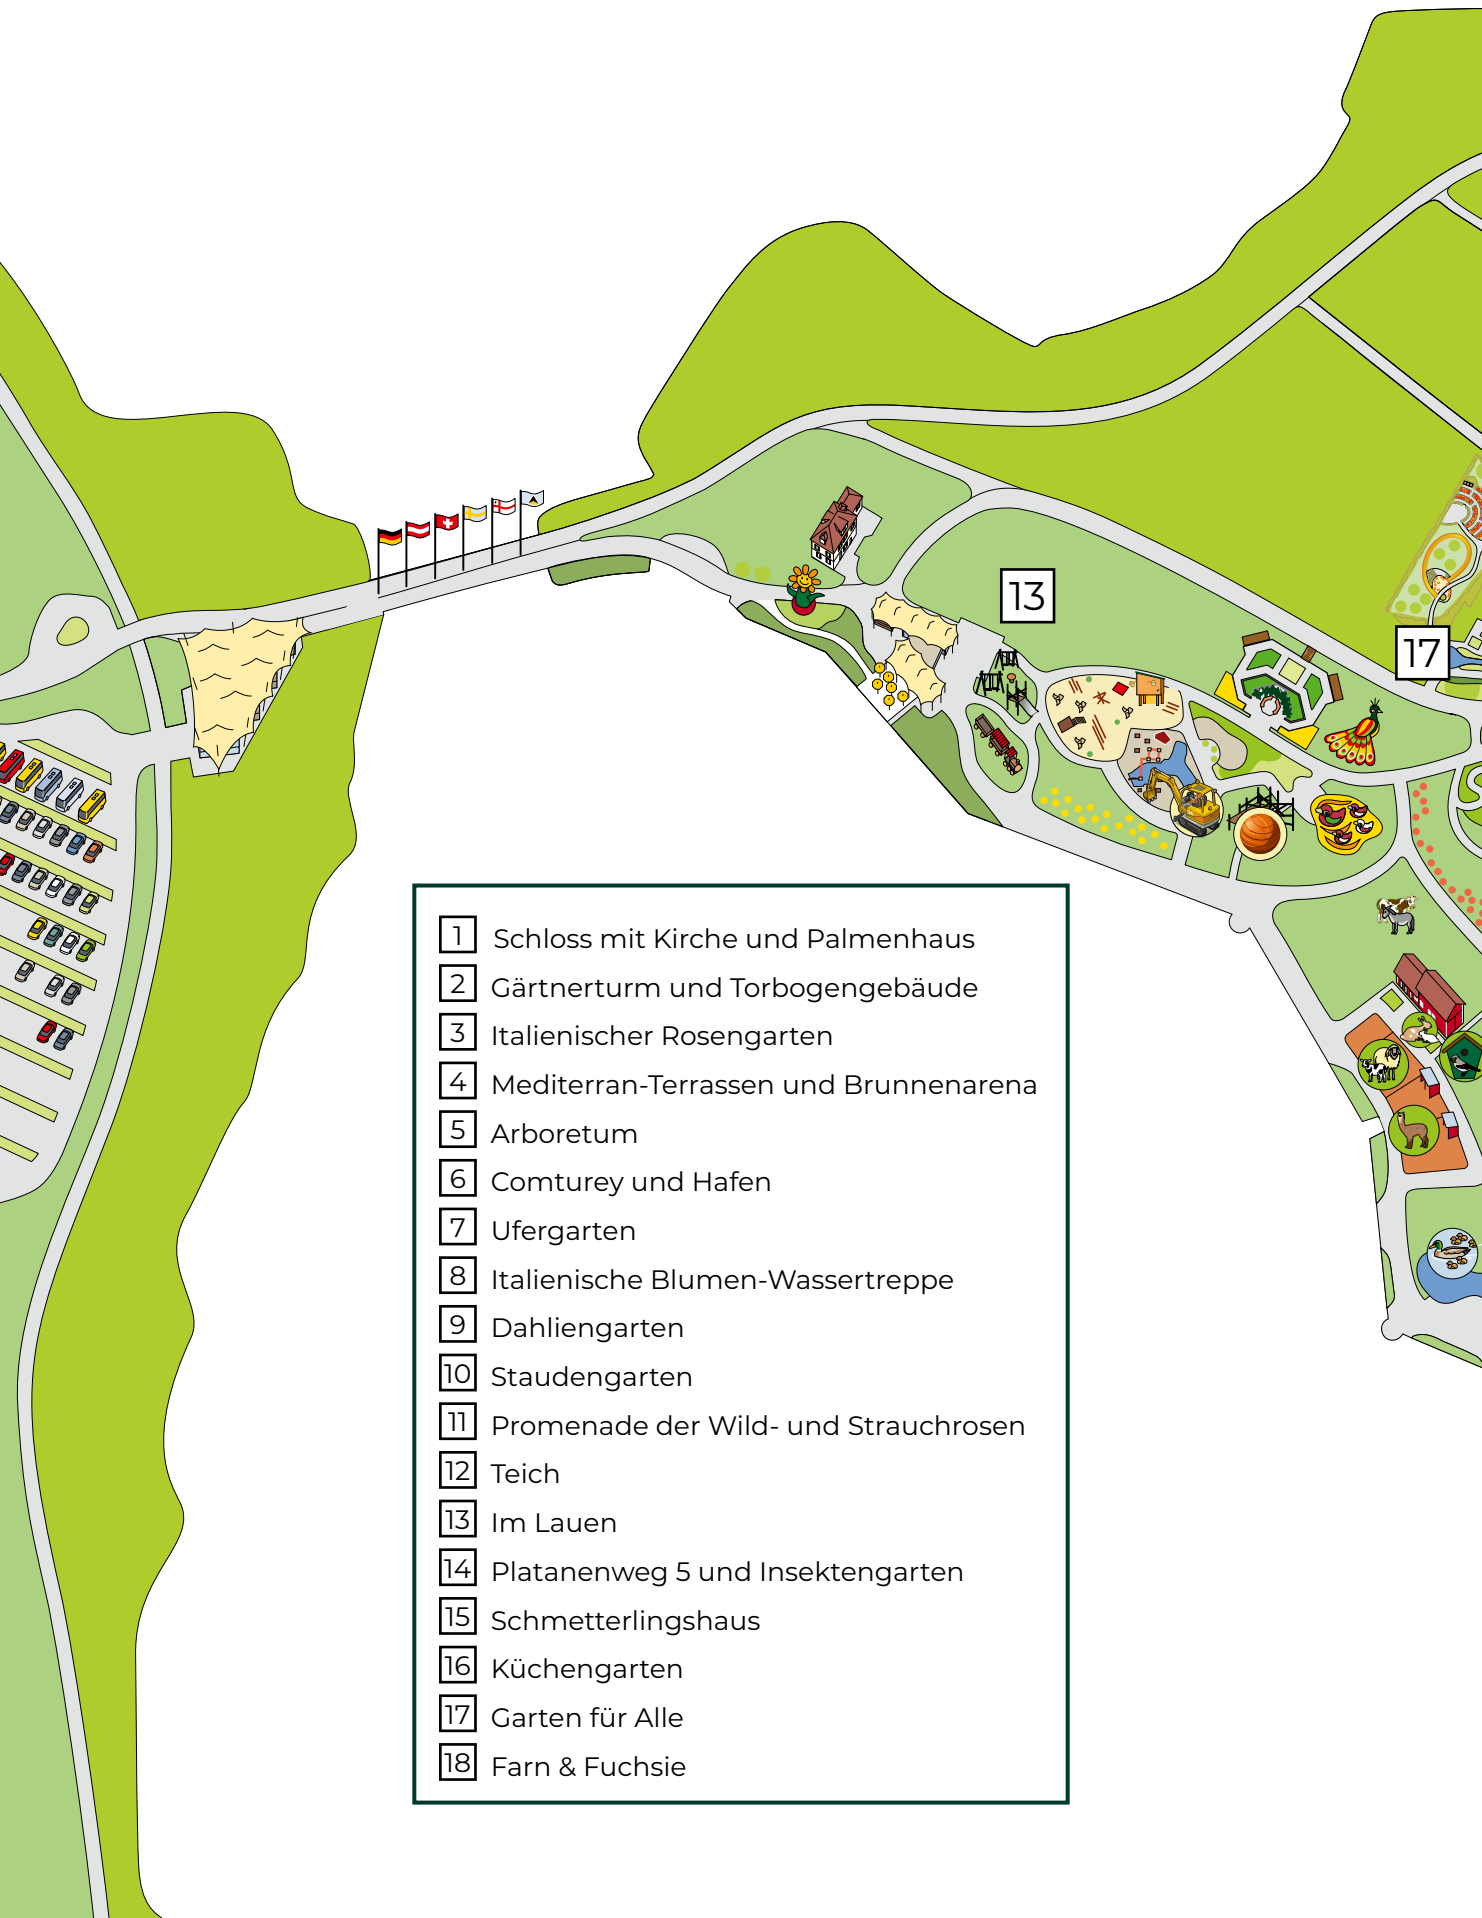 13
17
1 Schloss mit Kirche und Palmenhaus
2 Gärtnerturm und Torbogengebäude
3 Italienischer Rosengarten
4 Mediterran-Terrassen und Brunnenarena
5 Arboretum
6 Comturey und Hafen
7 Ufergarten
8 Italienische Blumen-Wassertreppe
9 Dahliengarten
10 Staudengarten
11 Promenade der Wild- und Strauchrosen
12 Teich
13 Im Lauen
14 Platanenweg 5 und Insektengarten
15 Schmetterlingshaus
16 Küchengarten
17 Garten für Alle
18 Farn & Fuchsie